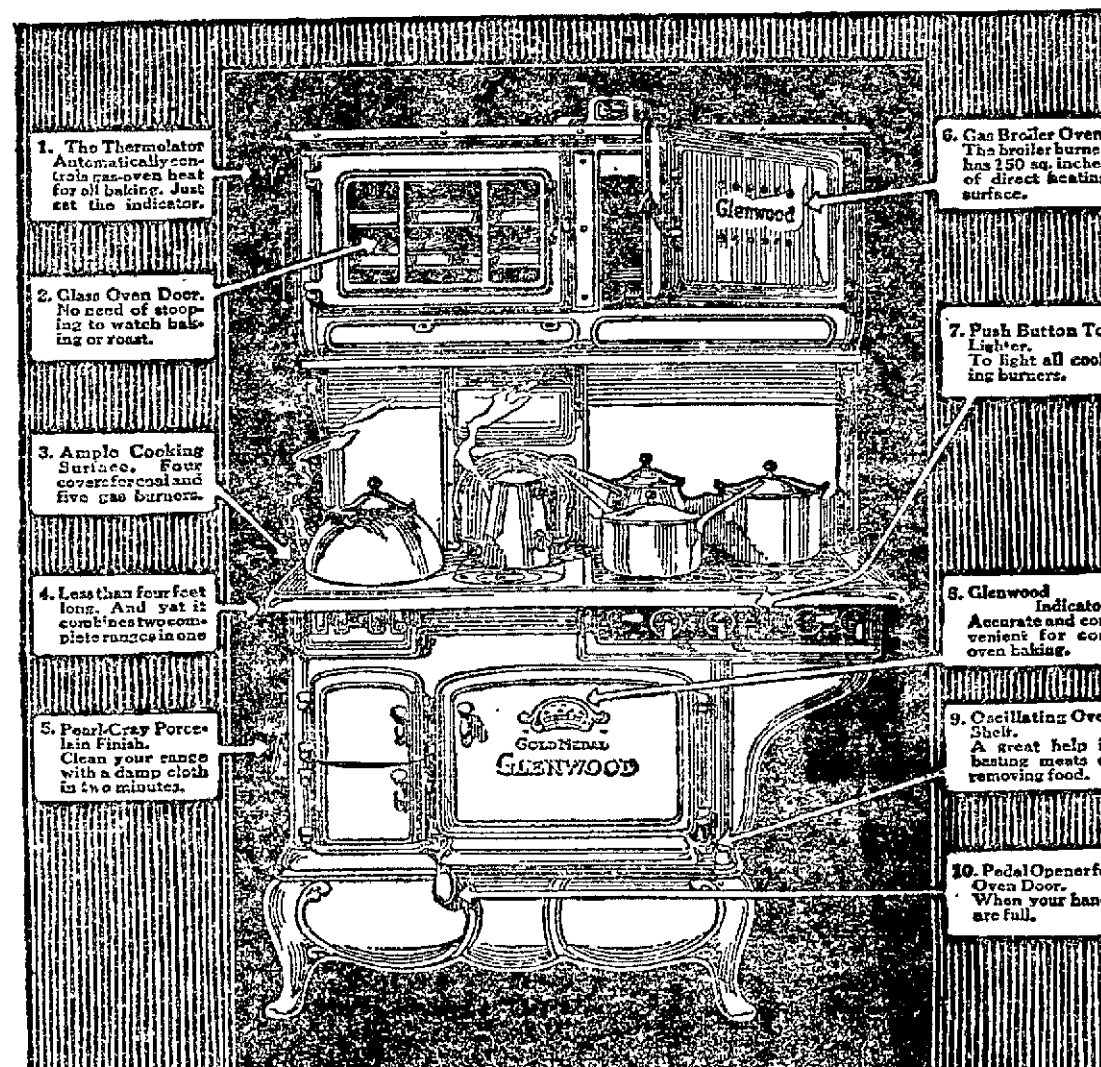 1. The Thermolator
Automatically con-
trols gas-oven heat
for all baking. Just
set the indicator.
2. Glass Oven Door.
No need of stoop-
ing to watch bak-
ing or roast.
3. Ample Cooking
Surface. Four
covers for coal and
five gas burners.
4. Less than four feet
long. And yet it
combines two com-
plete ranges in one
5. Pearl-Gray Porce-
lain Finish.
Clean your range
with a damp cloth
in two minutes.
Glenwood
GOLD MEDAL
GLENWOOD
6. Gas Broiler Oven
The broiler burne
has 250 sq. inche
of direct heating
surface.
7. Push Button To
Lighter.
To light all cook
ing burners.
8. Glenwood
Indicato
Accurate and con
venient for co
oven baking.
9. Oscillating Ove
Shelf.
A great help i
basting meats o
removing food.
10. Pedal Opener fo
Oven Door.
When your han
are full.